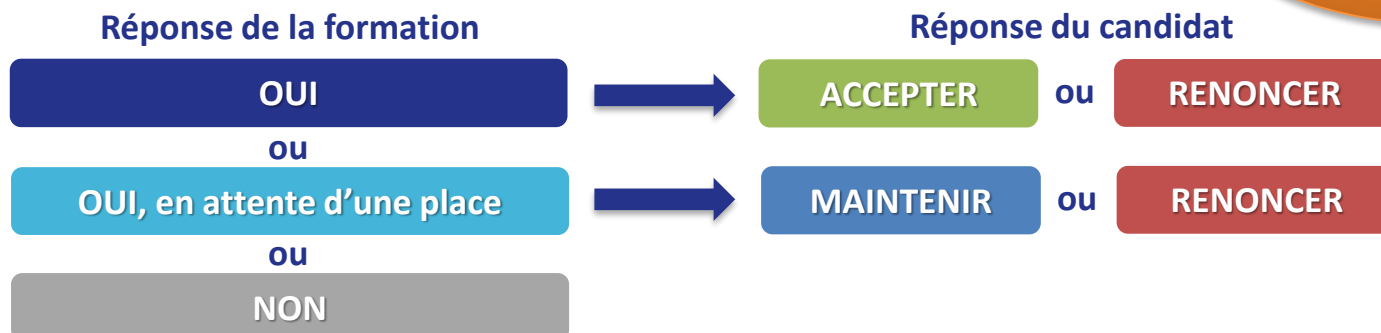 Réponse de la formation
Réponse du candidat
OUI
ACCEPTER ou RENONCER
ou
OUI, en attente d’une place
MAINTENIR ou RENONCER
ou
NON